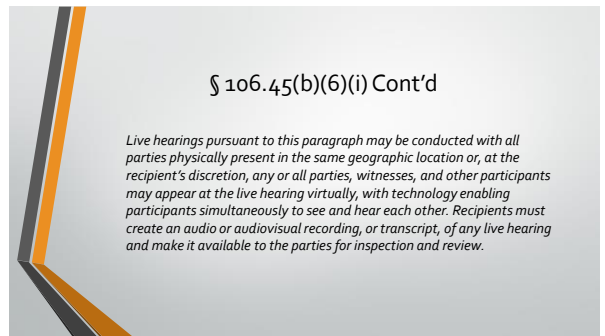 § 106.45(b)(6)(i) Cont’d
Live hearings pursuant to this paragraph may be conducted with all
parties physically present in the same geographic location or, at the
recipient’s discretion, any or all parties, witnesses, and other participants
may appear at the live hearing virtually, with technology enabling
participants simultaneously to see and hear each other. Recipients must
create an audio or audiovisual recording, or transcript, of any live hearing
and make it available to the parties for inspection and review.